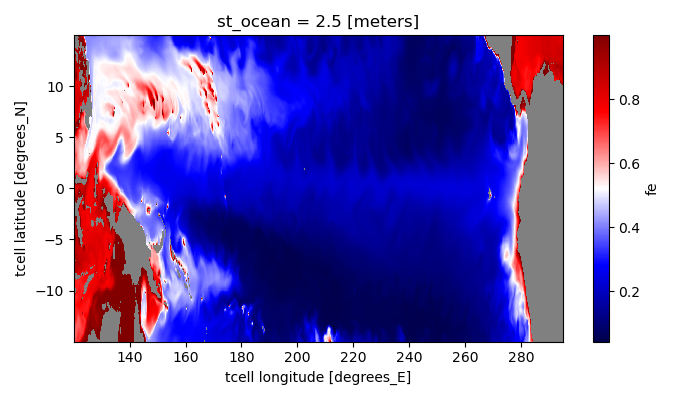 st_ocean = 2.5 [meters]
10
5
0
−5
−10
tcell latitude [degrees_N]
140 160 180 200 220 240 260 280
tcell longitude [degrees_E]
0.8
0.6
0.4
0.2
fe